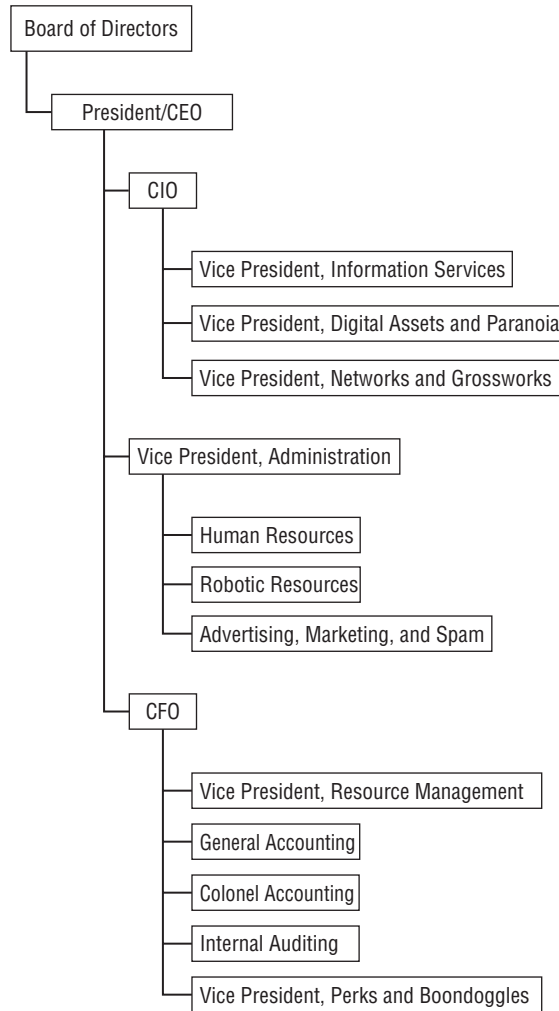 Board of Directors
President/CEO
CIO
Vice President, Information Services
Vice President, Digital Assets and Paranoia
Vice President, Networks and Grossworks
Vice President, Administration
Human Resources
Robotic Resources
Advertising, Marketing, and Spam
CFO
Vice President, Resource Management
General Accounting
Colonel Accounting
Internal Auditing
Vice President, Perks and Boondoggles